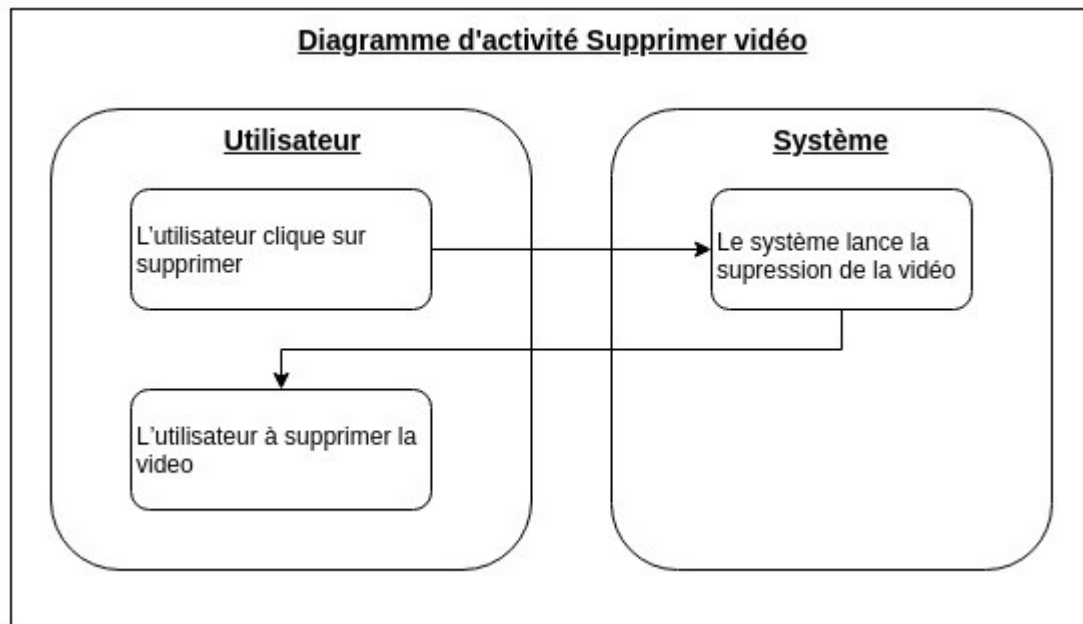 Diagramme d'activité Supprimer vidéo
Utilisateur
Système
L'utilisateur clique sur
supprimer
Le système lance la
supression de la vidéo
L'utilisateur à supprimer la
video